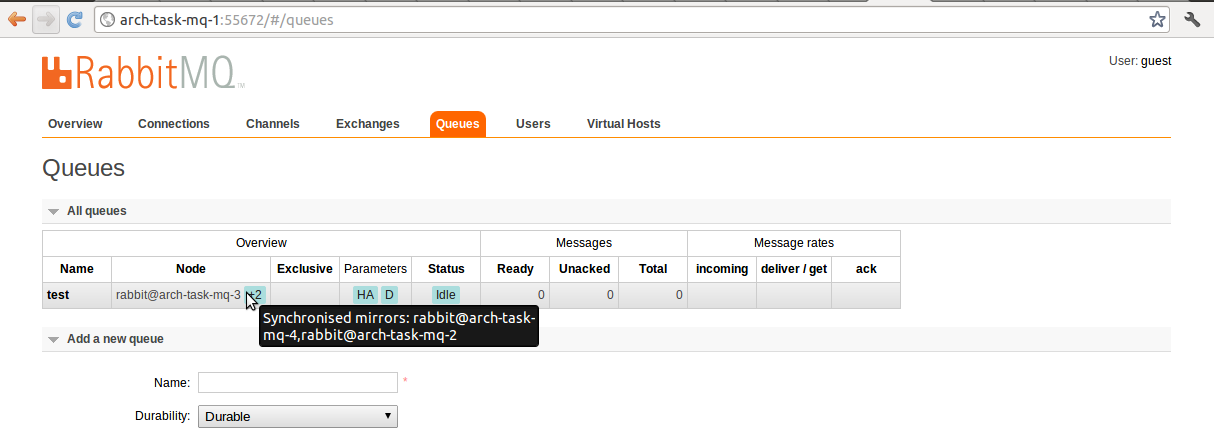 arch-task-mq-1:55672/#/queues
RabbitMQ™
User: guest
Overview Connections Channels Exchanges Queues Users Virtual Hosts
Queues
All queues
Overview Messages Message rates
Name Node Exclusive Parameters Status Ready Unacked Total incoming deliver / get ack
test rabbit@arch-task-mq-3 +2 HA D Idle 0 0 0
Synchronised mirrors: rabbit@arch-task-
mq-4,rabbit@arch-task-mq-2
Add a new queue
Name: *
Durability: Durable